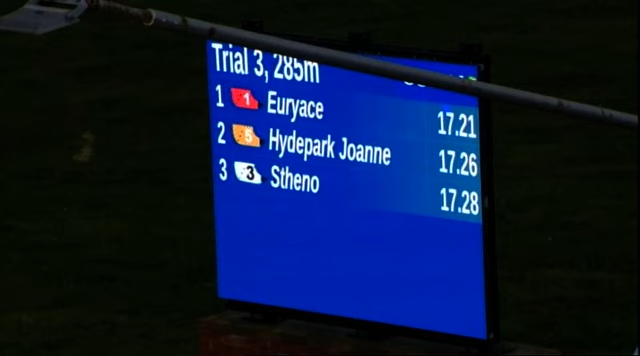 Trial 3, 285m
1 1 Euryace 17.21
2 5 Hydepark Joanne 17.26
3 3 Stheno 17.28